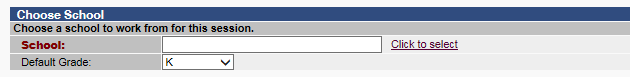 Choose School
Choose a school to work from for this session.
School: Click to select
Default Grade: K